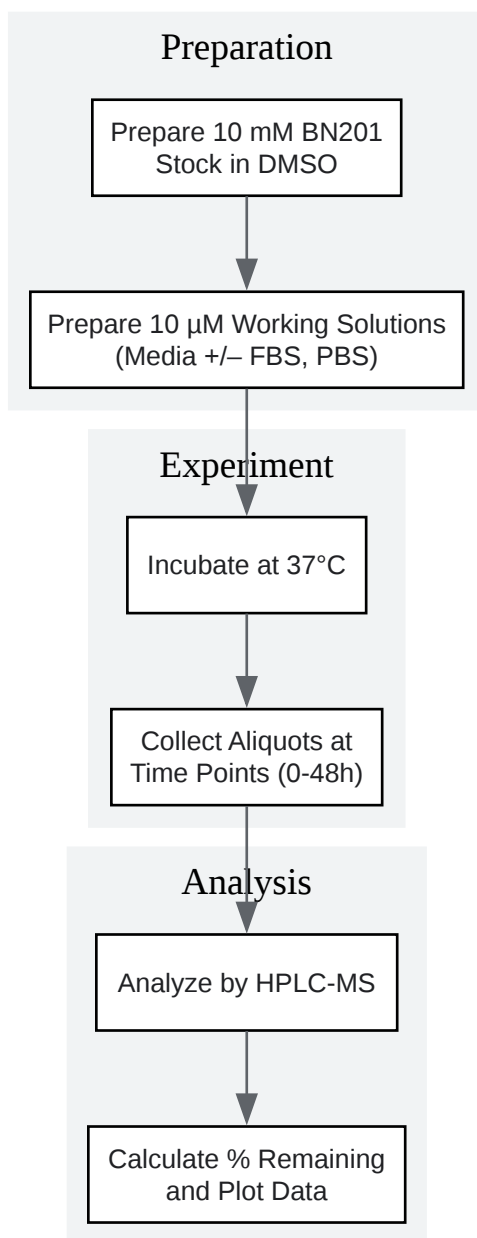 Preparation
Prepare 10 mM BN201
Stock in DMSO
Prepare 10 µM Working Solutions
(Media +/– FBS, PBS)
Experiment
Incubate at 37°C
Collect Aliquots at
Time Points (0-48h)
Analysis
Analyze by HPLC-MS
Calculate % Remaining
and Plot Data